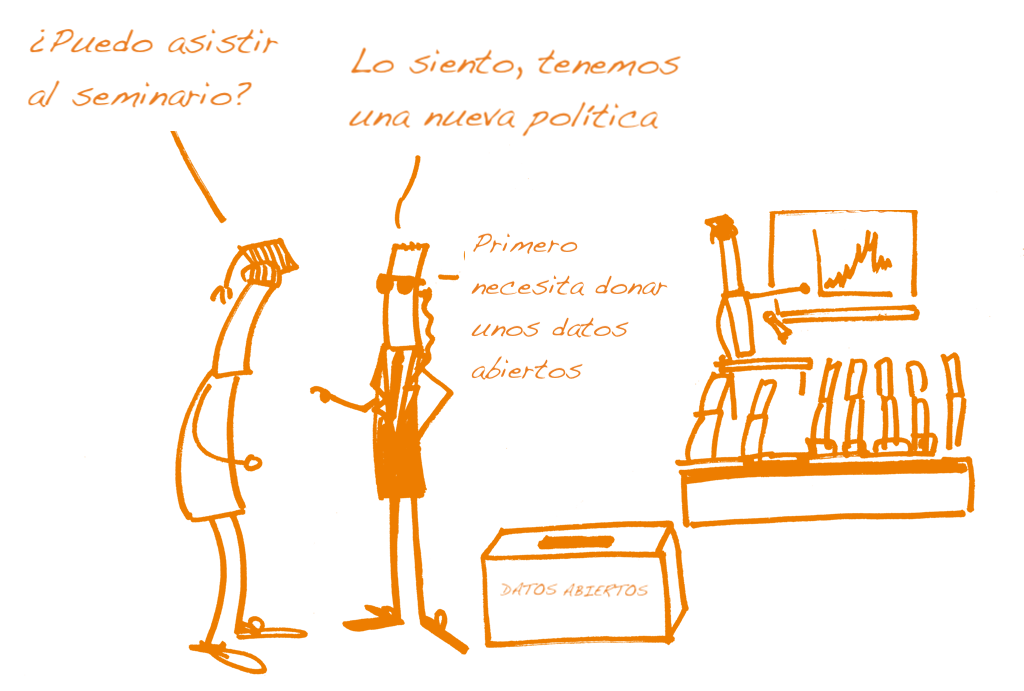 ¿Puedo asistir
al seminario?
Lo siento, tenemos
una nueva política
Primero
necesita donar
unos datos
abiertos
DATOS ABIERTOS